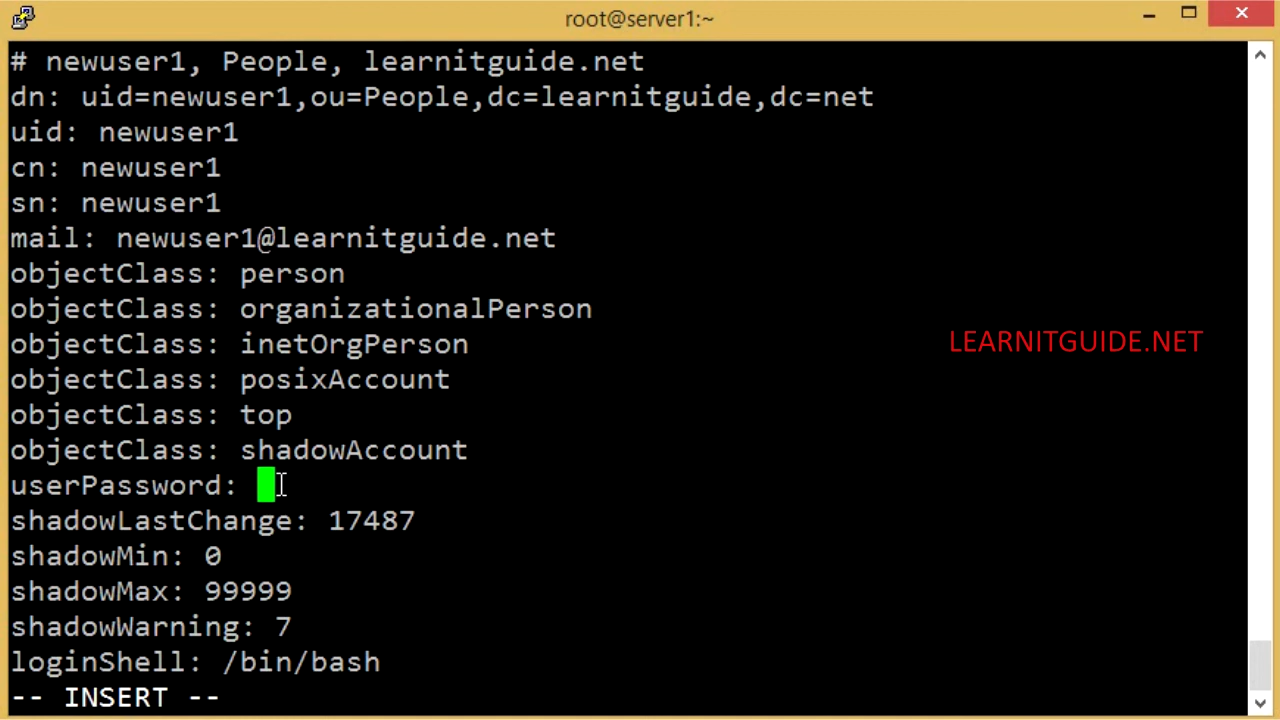 root@server1:~
# newuser1, People, learnitguide.net
dn: uid=newuser1,ou=People,dc=learnitguide,dc=net
uid: newuser1
cn: newuser1
sn: newuser1
mail: newuser1@learnitguide.net
objectClass: person
objectClass: organizationalPerson
objectClass: inetOrgPerson
LEARNITGUIDE.NET
objectClass: posixAccount
objectClass: top
objectClass: shadowAccount
userPassword:
shadowLastChange: 17487
shadowMin: 0
shadowMax: 99999
shadowWarning: 7
loginShell: /bin/bash
-- INSERT --